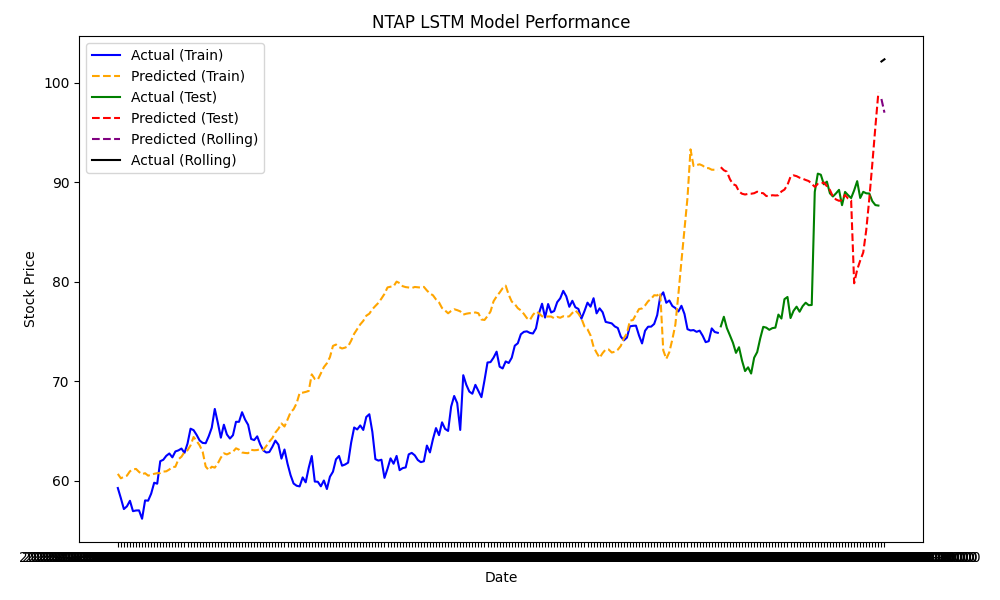 NTAP LSTM Model Performance
Actual (Train)
Predicted (Train)
Actual (Test)
Predicted (Test)
Predicted (Rolling)
Actual (Rolling)
100
90
80
70
60
Stock Price
Date